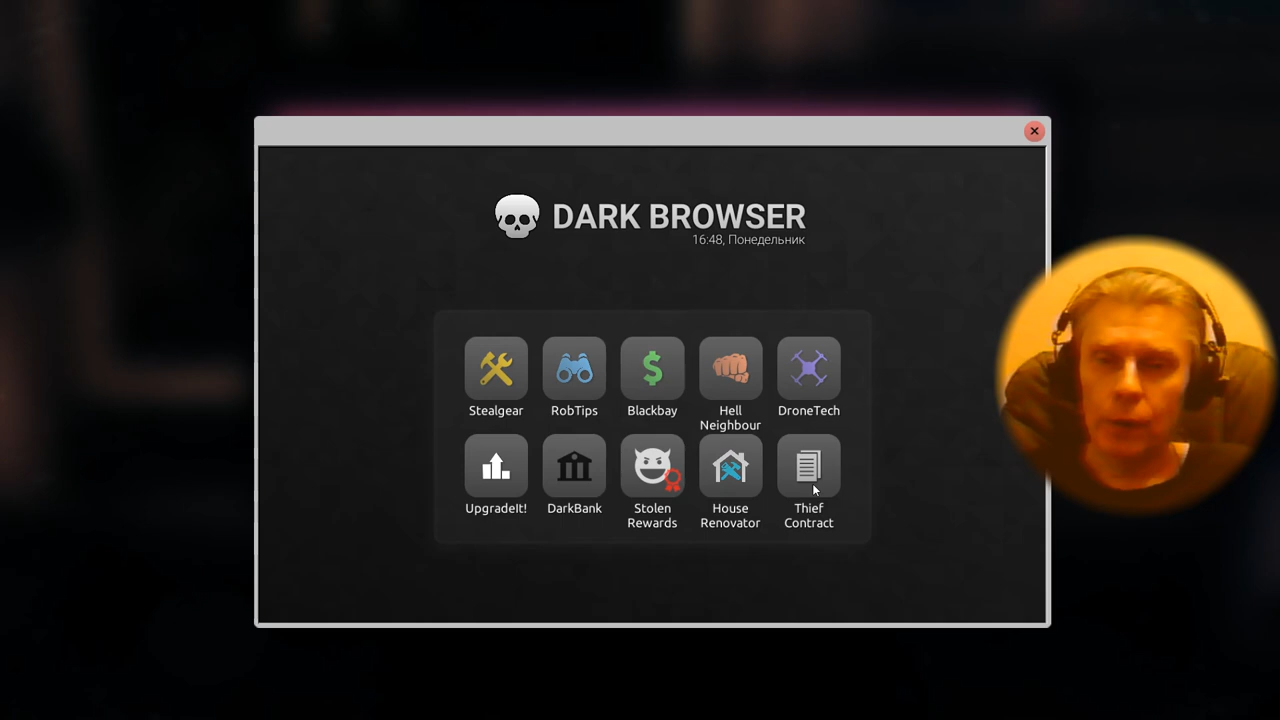 DARK BROWSER
16:48, Понедельник
Stealgear
RobTips
Blackbay
Hell
Neighbour
DroneTech
UpgradeIt!
DarkBank
Stolen
Rewards
House
Renovator
Thief
Contract